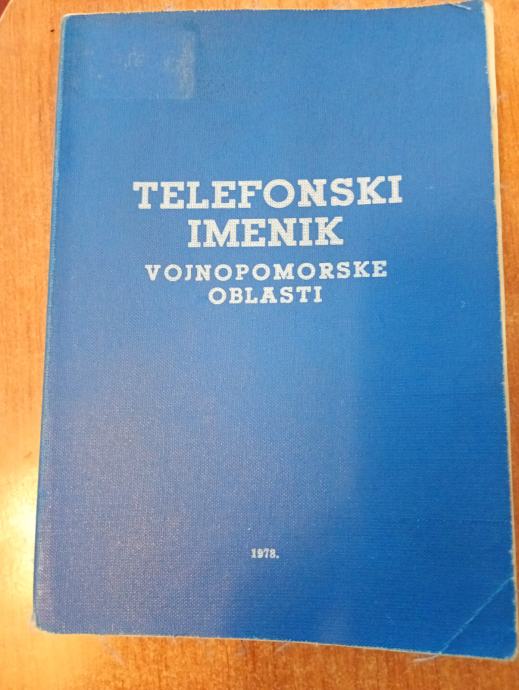 TELEFONSKI
IMENIK
VOJNOPOMORSKE
OBLASTI
1978.